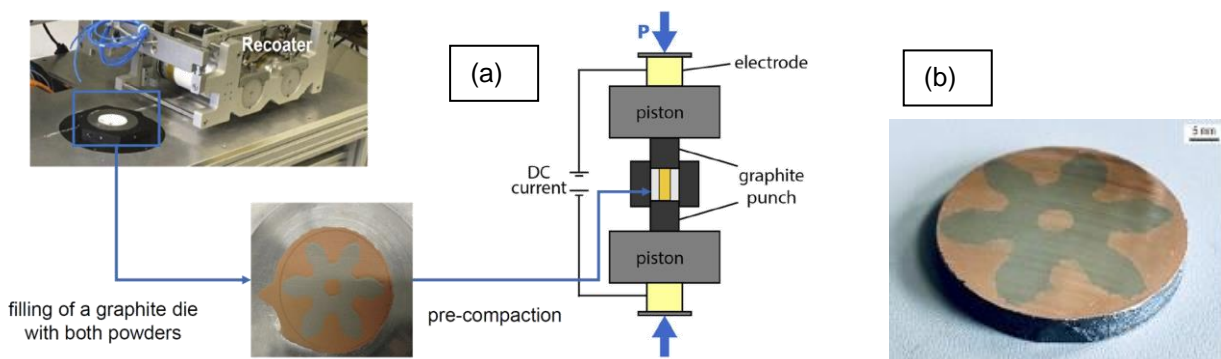 Recoater
(a)
P
electrode
piston
DC
current
graphite
punch
piston
filling of a graphite die
with both powders
pre-compaction
(b)
5 mm